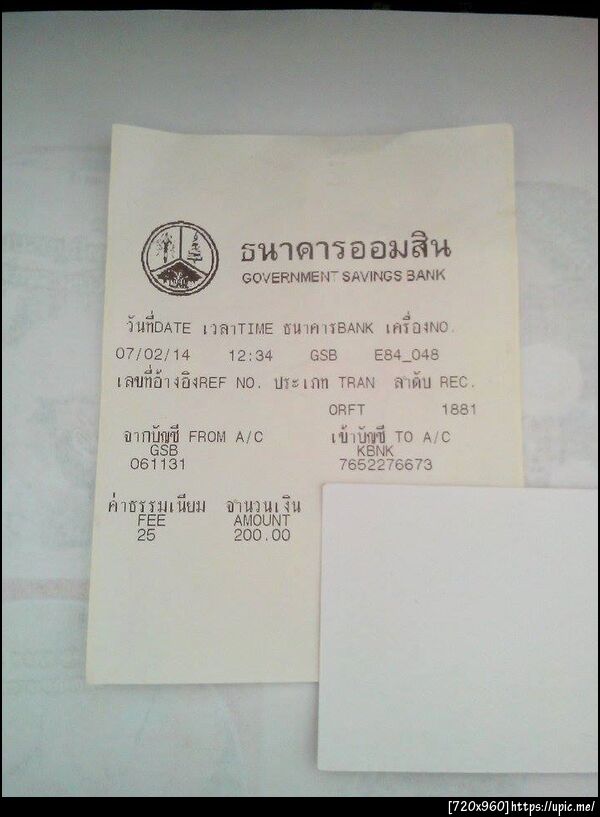 ธนาคารออมสิน
GOVERNMENT SAVINGS BANK
วันที่DATE เวลาTIME ธนาคารBANK เครื่องNO.
07/02/14 12:34 GSB E84_048
เลขที่อ้างอิงREF NO. ประเภท TRAN ลำดับ REC.
ORFT 1881
จากบัญชี FROM A/C เข้าบัญชี TO A/C
GSB KBNK
061131 7652276673
ค่าธรรมเนียม จำนวนเงิน
FEE AMOUNT
25 200.00
[720x960]https://upic.me/